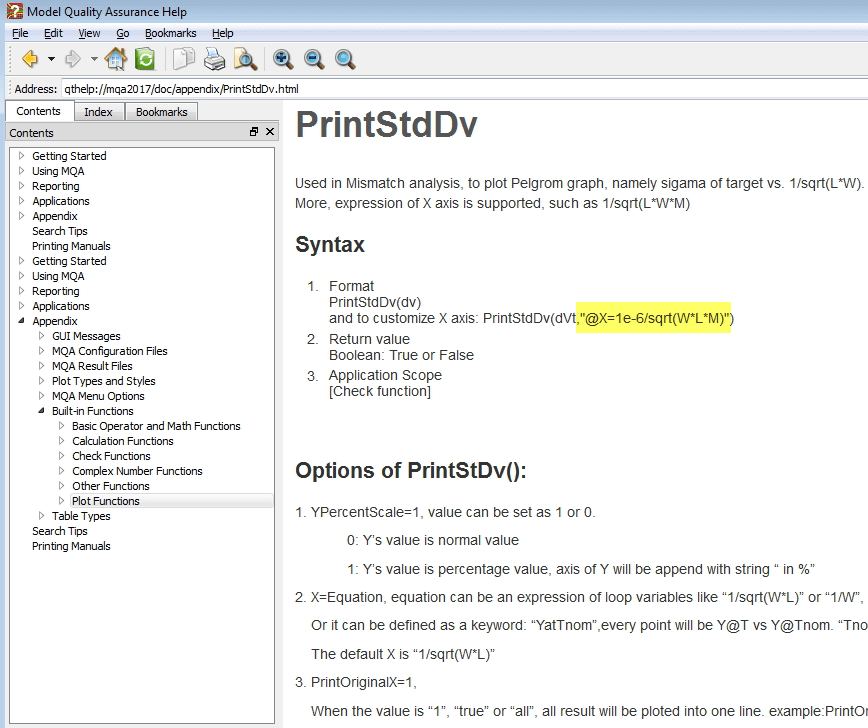 Model Quality Assurance Help
File Edit View Go Bookmarks Help
Address: qthelp://mqa2017/doc/appendix/PrintStdDv.html
Contents Index Bookmarks
Contents
Getting Started
Using MQA
Reporting
Applications
Appendix
Search Tips
Printing Manuals
Getting Started
Using MQA
Reporting
Applications
Appendix
GUI Messages
MQA Configuration Files
MQA Result Files
Plot Types and Styles
MQA Menu Options
Built-in Functions
Basic Operator and Math Functions
Calculation Functions
Check Functions
Complex Number Functions
Other Functions
Plot Functions
Table Types
Search Tips
Printing Manuals
PrintStdDv
Used in Mismatch analysis, to plot Pelgrom graph, namely sigama of target vs. 1/sqrt(L*W).
More, expression of X axis is supported, such as 1/sqrt(L*W*M)
Syntax
1. Format
PrintStdDv(dv)
and to customize X axis: PrintStdDv(dVt,"@X=1e-6/sqrt(W*L*M)")
2. Return value
Boolean: True or False
3. Application Scope
[Check function]
Options of PrintStDv():
1. YPercentScale=1, value can be set as 1 or 0.
0: Y’s value is normal value
1: Y’s value is percentage value, axis of Y will be append with string “ in %”
2. X=Equation, equation can be an expression of loop variables like “1/sqrt(W*L)” or “1/W”,
Or it can be defined as a keyword: “YatTnom”,every point will be Y@T vs Y@Tnom. “Tno
The default X is “1/sqrt(W*L)”
3. PrintOriginalX=1,
When the value is “1”, “true” or “all”, all result will be ploted into one line. example:PrintOri